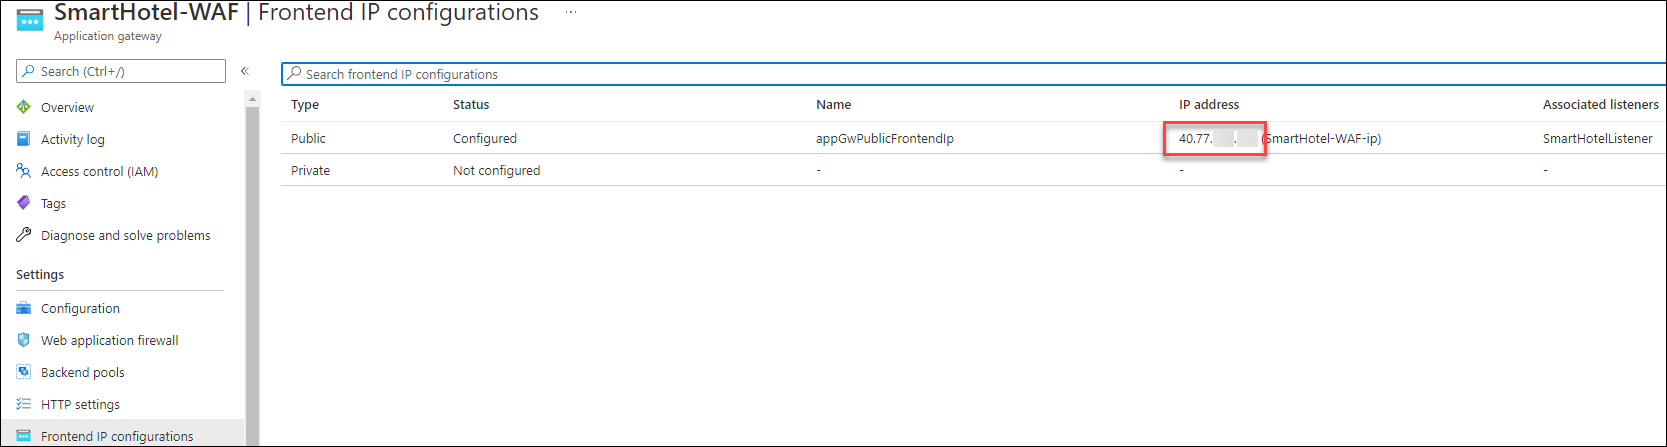 SmartHotel-WAF | Frontend IP configurations ...
Application gateway
Search (Ctrl+/) «
Overview
Activity log
Access control (IAM)
Tags
Diagnose and solve problems
Settings
Configuration
Web application firewall
Backend pools
HTTP settings
Frontend IP configurations
Search frontend IP configurations
Type Status Name IP address Associated listeners
Public Configured appGwPublicFrontendIp 40.77. . (SmartHotel-WAF-ip) SmartHotelListener
Private Not configured - - -